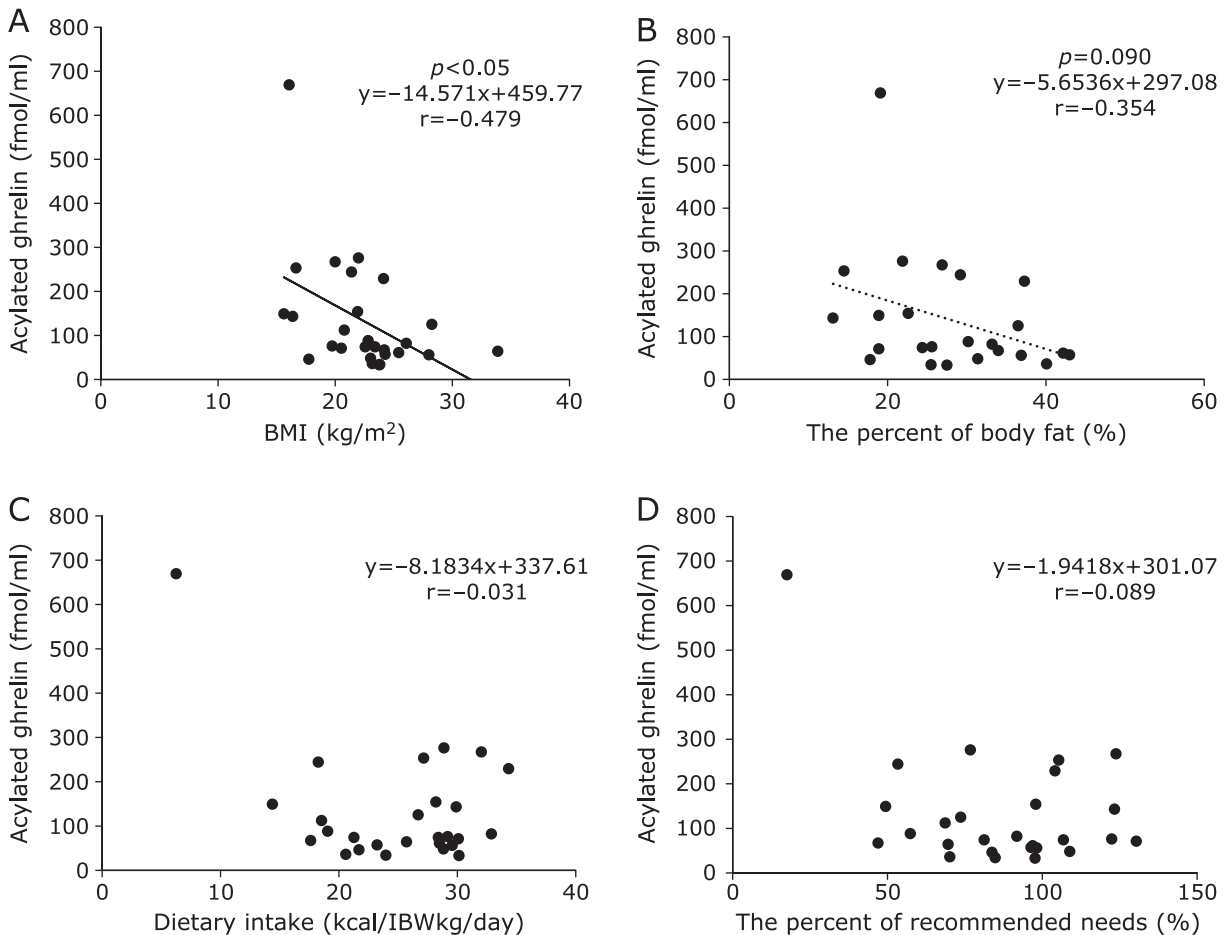 A
800
700
600
500
400
300
200
100
0
0
10
20
30
40
Acylated ghrelin (fmol/ml)
BMI (kg/m²)
p<0.05
y=−14.571x+459.77
r=−0.479
B
800
700
600
500
400
300
200
100
0
0
20
40
60
Acylated ghrelin (fmol/ml)
The percent of body fat (%)
p=0.090
y=−5.6536x+297.08
r=−0.354
C
800
700
600
500
400
300
200
100
0
0
10
20
30
40
Acylated ghrelin (fmol/ml)
Dietary intake (kcal/IBWkg/day)
y=−8.1834x+337.61
r=−0.031
D
800
700
600
500
400
300
200
100
0
0
50
100
150
Acylated ghrelin (fmol/ml)
The percent of recommended needs (%)
y=−1.9418x+301.07
r=−0.089